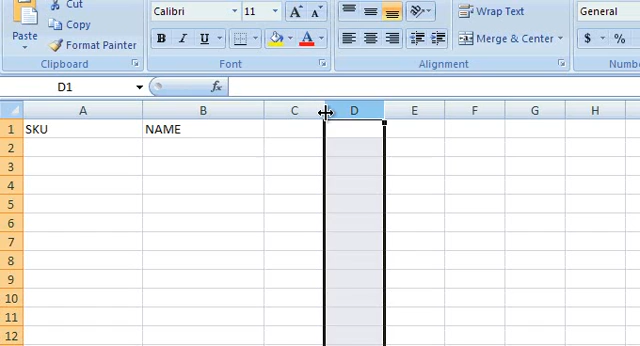 Cut
Copy
Paste
Format Painter
Clipboard
Calibri 11 A A
B I U A
Font
Wrap Text
Merge & Center
Alignment
General
$ %
Numb
D1 fx
A B C D E F G H
1 SKU NAME
2
3
4
5
6
7
8
9
10
11
12